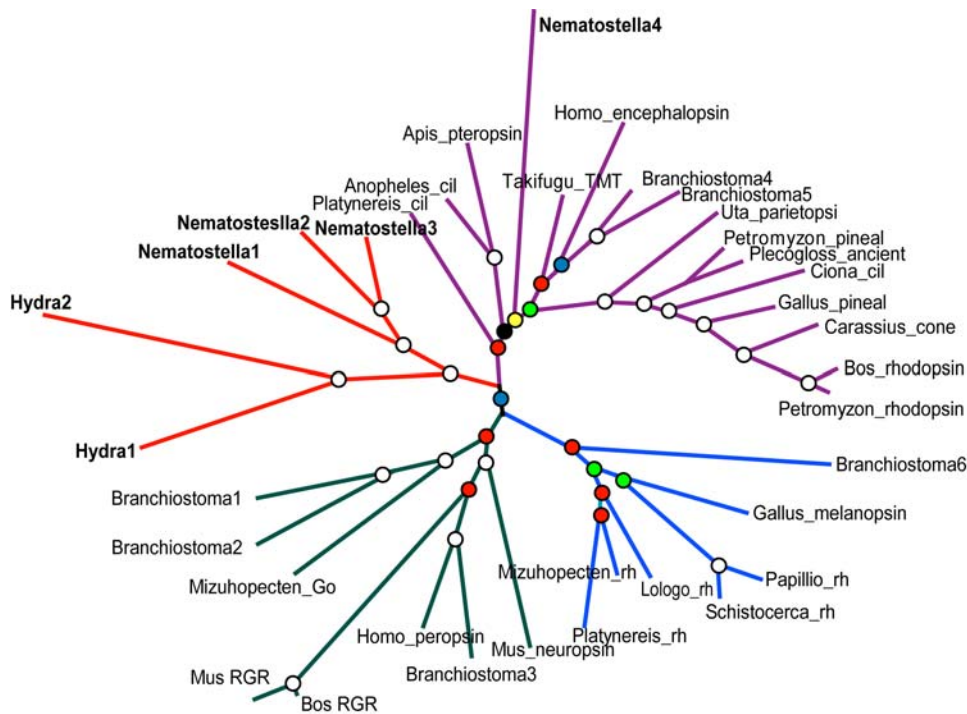 Nematostella4
Homo_encephalopsin
Apis_pteropsin
Takifugu_TMT
Branchiostoma4
Anopheles_cil
Branchiostoma5
Platynereis_cil
Uta_parietopsi
Nematosteslla2
Nematostella3
Petromyzon_pineal
Nematostella1
Plecogloss_ancient
Ciona_cil
Hydra2
Gallus_pineal
Carassius_cone
Bos_rhodopsin
Petromyzon_rhodopsin
Hydra1
Branchiostoma6
Branchiostoma1
Gallus_melanopsin
Branchiostoma2
Mizuhopecten_Go
Mizuhopecten_rh
Papillio_rh
Lologo_rh
Schistocerca_rh
Homo_peropsin
Platynereis_rh
Mus_neuropsin
Mus RGR
Branchiostoma3
Bos RGR